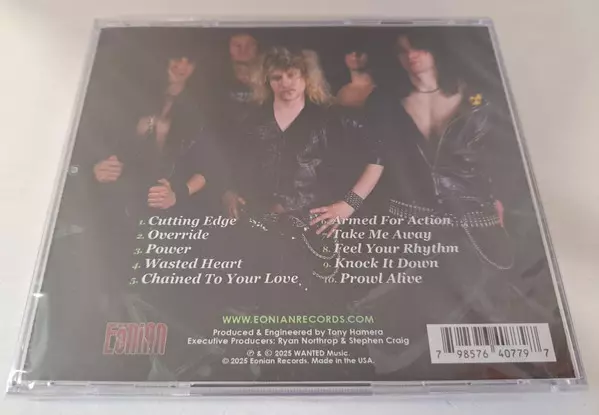 1. Cutting Edge
2. Override
3. Power
4. Wasted Heart
5. Chained To Your Love
6. Armed For Action
7. Take Me Away
8. Feel Your Rhythm
9. Knock It Down
10. Prowl Alive
EONIAN
WWW.EONIANRECORDS.COM
Produced & Engineered by Tony Hamera
Executive Producers: Ryan Northrop & Stephen Craig
℗ & © 2025 WANTED Music.
© 2025 Eonian Records. Made in the USA.
7 98576 40779 7